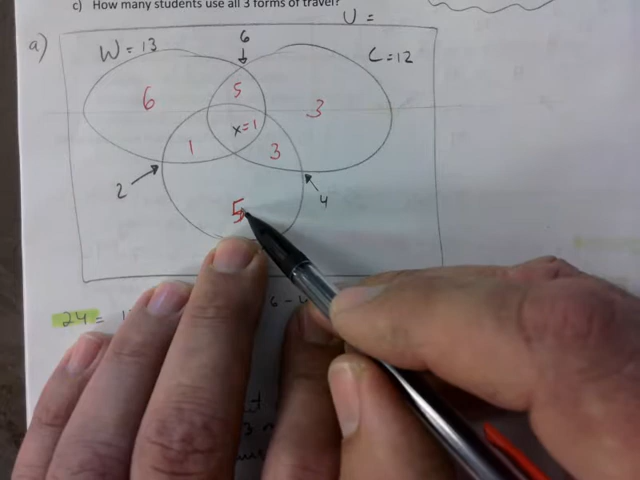 c) How many students use all 3 forms of travel?
U =
a)
W = 13
6
C = 12
6
5
3
x = 1
1
3
2
4
5
24 =